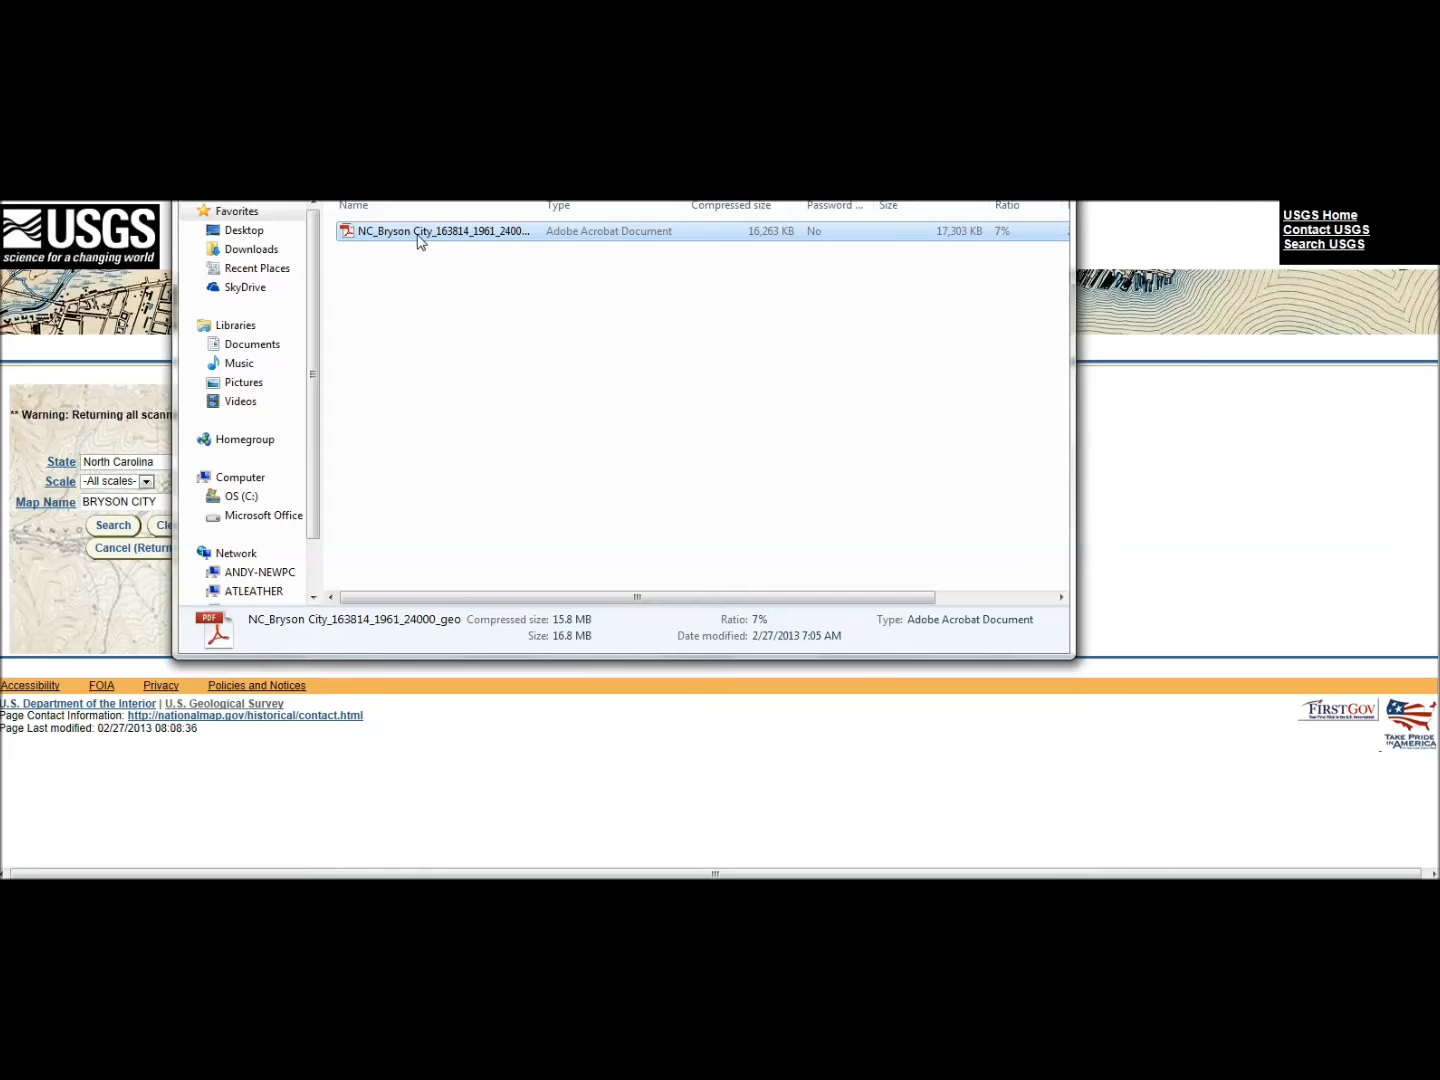 USGS
science for a changing world
USGS Home
Contact USGS
Search USGS
** Warning: Returning all scann
State North Carolina
Scale -All scales-
Map Name BRYSON CITY
Search Cle
Cancel (Return
Favorites
Desktop
Downloads
Recent Places
SkyDrive
Libraries
Documents
Music
Pictures
Videos
Homegroup
Computer
OS (C:)
Microsoft Office
Network
ANDY-NEWPC
ATLEATHER
Name Type Compressed size Password ... Size Ratio
NC_Bryson City_163814_1961_2400... Adobe Acrobat Document 16,263 KB No 17,303 KB 7%
PDF
NC_Bryson City_163814_1961_24000_geo Compressed size: 15.8 MB Ratio: 7% Type: Adobe Acrobat Document
Size: 16.8 MB Date modified: 2/27/2013 7:05 AM
Accessibility FOIA Privacy Policies and Notices
U.S. Department of the Interior | U.S. Geological Survey
Page Contact Information: http://nationalmap.gov/historical/contact.html
Page Last modified: 02/27/2013 08:08:36
FIRSTGOV
TAKE PRIDE
IN AMERICA